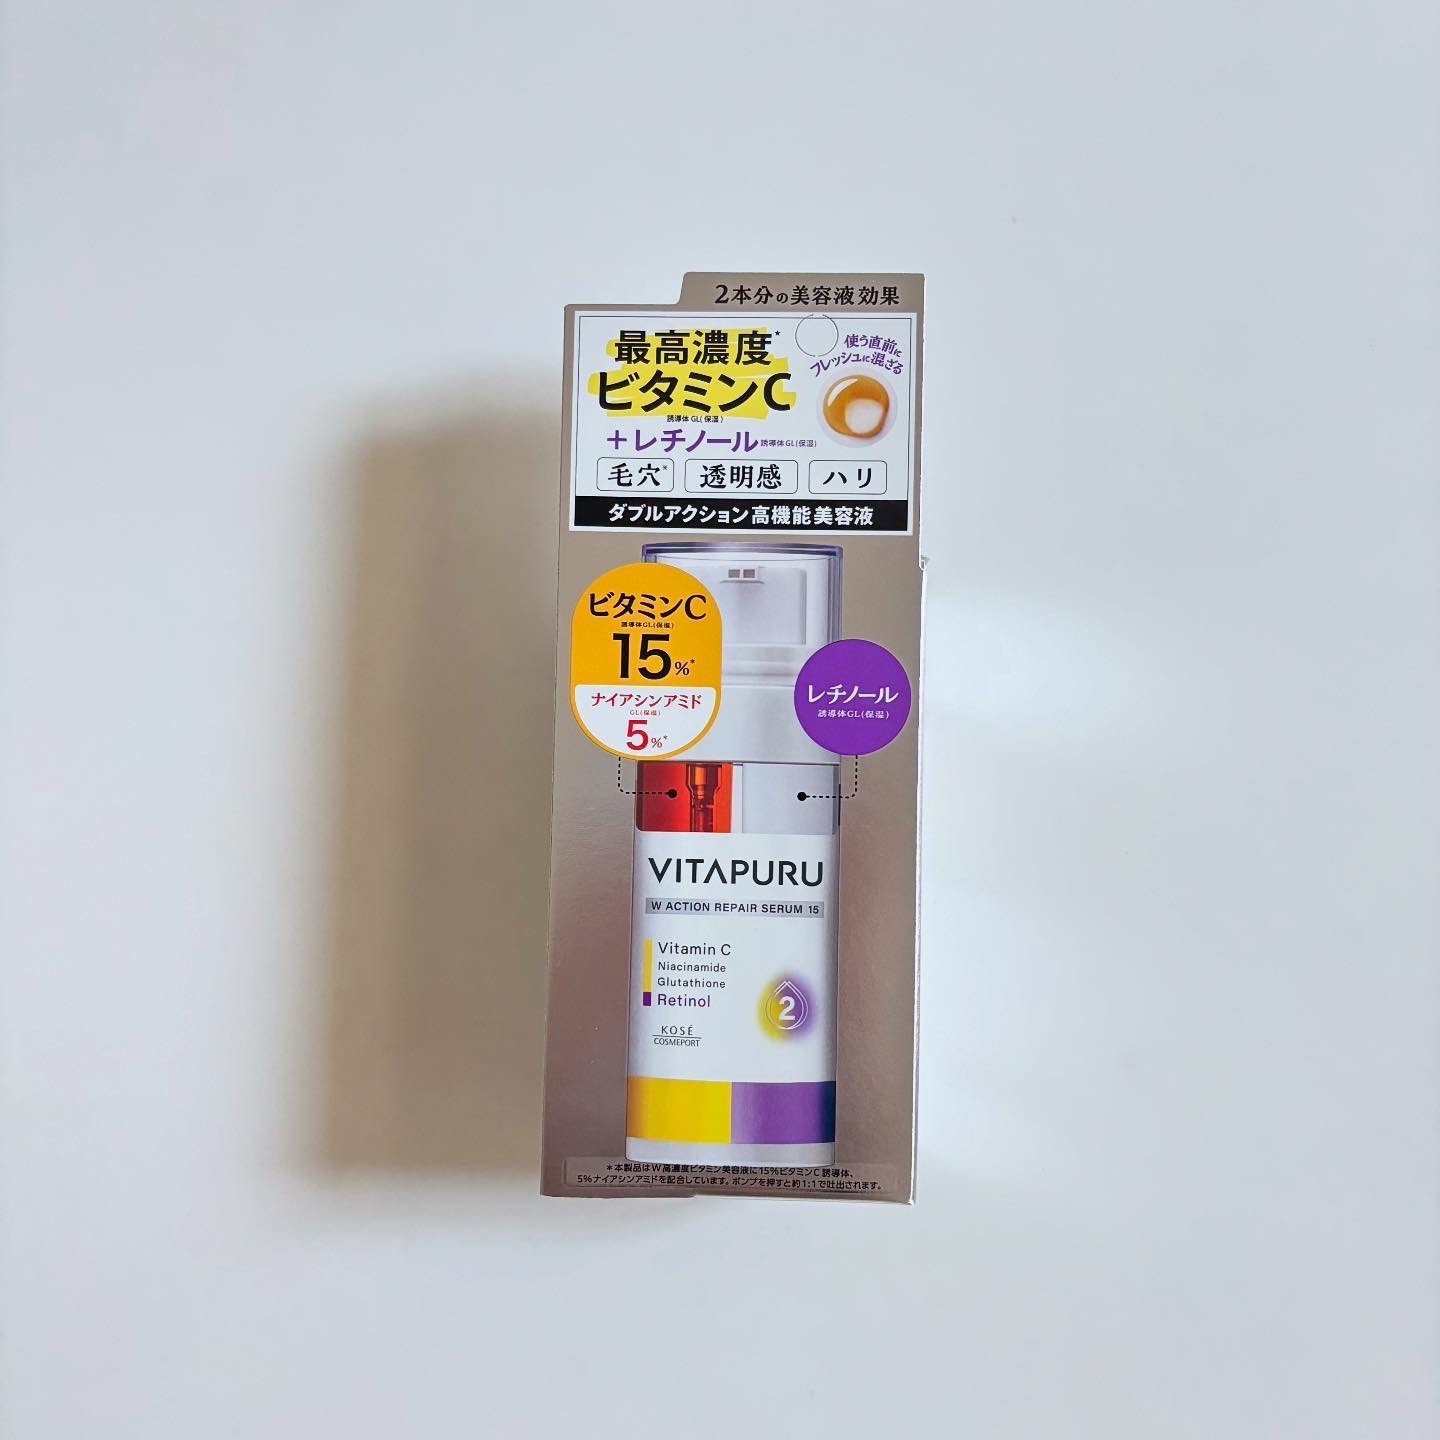 2本分の美容液効果
最高濃度*
ビタミンC
誘導体GL(保湿)
+レチノール誘導体GL(保湿)
使う直前に
フレッシュに混ざる
毛穴* 透明感 ハリ
ダブルアクション高機能美容液
ビタミンC
誘導体GL(保湿)
15%*
ナイアシンアミド
GL(保湿)
5%*
レチノール
誘導体GL(保湿)
VITAPURU
W ACTION REPAIR SERUM 15
Vitamin C
Niacinamide
Glutathione
Retinol
2
KOSÉ
COSMEPORT
*本製品はW高濃度ビタミン美容液に15%ビタミンC誘導体、
5%ナイアシンアミドを配合しています。ポンプを押すと約1:1で吐出されます。